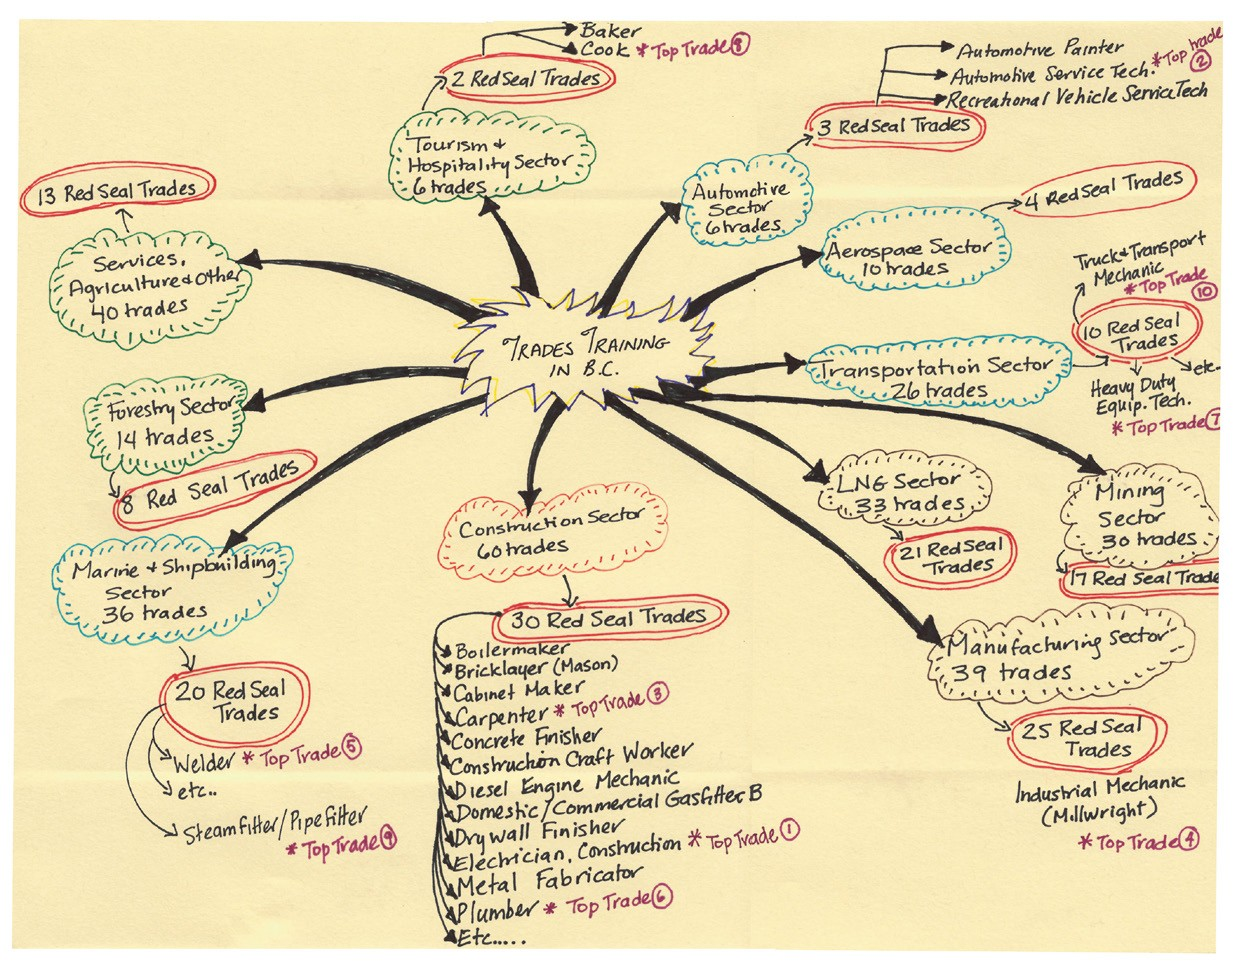 TRADES TRAINING
IN B.C.
Baker
Cook * Top Trade 8
2 Red Seal Trades
Tourism +
Hospitality Sector
6 trades
Automotive Painter
Automotive Service Tech. * Top trade 2
Recreational Vehicle Service Tech
3 Red Seal Trades
Automotive
Sector
6 trades
4 Red Seal Trades
Aerospace Sector
10 trades
Truck & Transport
Mechanic
* Top Trade
10
10 Red Seal
Trades
Transportation Sector
26 trades
etc.
Heavy Duty
Equip. Tech.
* Top Trade 7
Mining
Sector
30 trades
17 Red Seal Trade
LNG Sector
33 trades
21 Red Seal
Trades
Manufacturing Sector
39 trades
25 Red Seal
Trades
Industrial Mechanic
(Millwright)
* Top Trade 4
Construction Sector
60 trades
30 Red Seal Trades
Boilermaker
Bricklayer (Mason)
Cabinet Maker
Carpenter * Top Trade 3
Concrete Finisher
Construction Craft Worker
Diesel Engine Mechanic
Domestic/Commercial Gasfitter B
Drywall Finisher
Electrician, Construction * Top Trade 1
Metal Fabricator
Plumber * Top Trade 6
Etc.....
Marine + Shipbuilding
Sector
36 trades
20 Red Seal
Trades
Welder * Top Trade 5
etc..
Steamfitter/Pipefitter
* Top Trade 9
Forestry Sector
14 trades
8 Red Seal Trades
13 Red Seal Trades
Services,
Agriculture & Other
40 trades